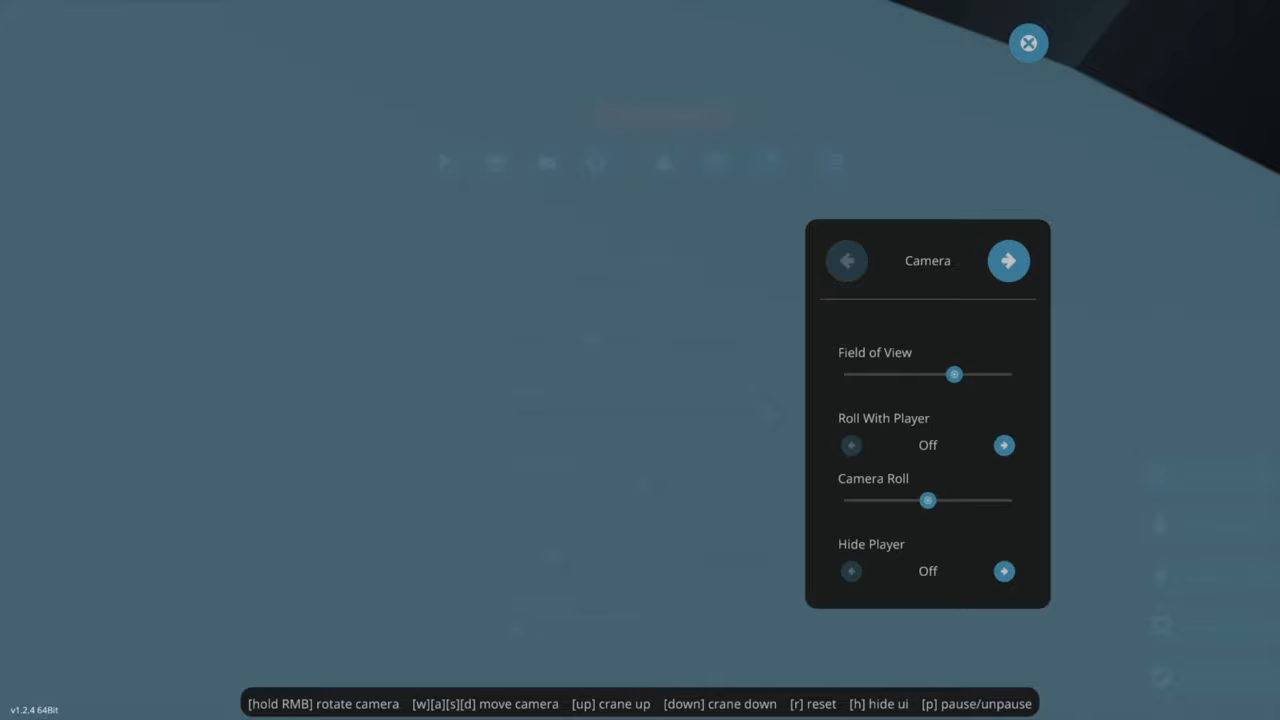 Camera
Field of View
Roll With Player
Off
Camera Roll
Hide Player
Off
[hold RMB] rotate camera [w][a][s][d] move camera [up] crane up [down] crane down [r] reset [h] hide ui [p] pause/unpause
v1.2.4 64Bit